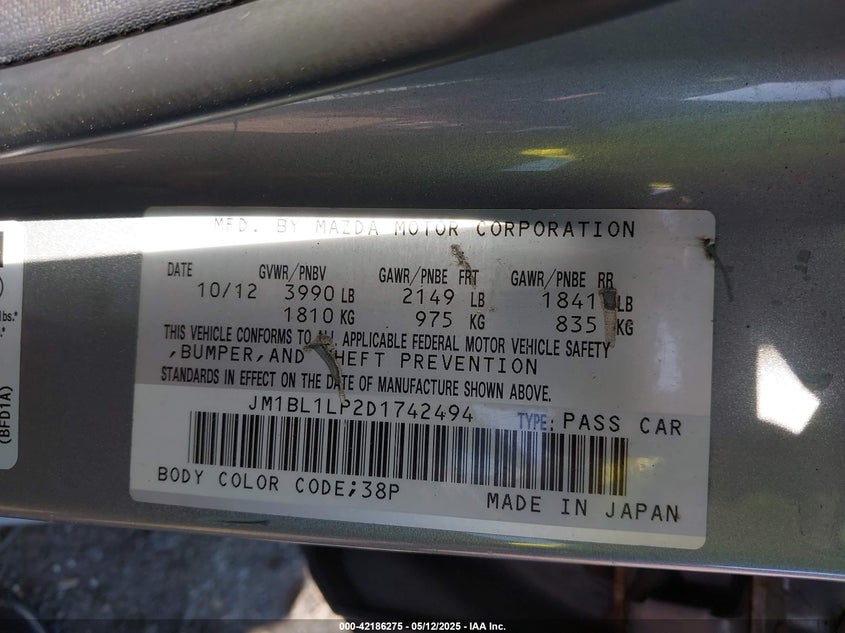 MFD. BY MAZDA MOTOR CORPORATION
DATE GVWR/PNBV GAWR/PNBE FRT GAWR/PNBE RR
10/12 3990 LB 2149 LB 1841 LB
1810 KG 975 KG 835 KG
THIS VEHICLE CONFORMS TO ALL APPLICABLE FEDERAL MOTOR VEHICLE SAFETY
,BUMPER,AND THEFT PREVENTION
STANDARDS IN EFFECT ON THE DATE OF MANUFACTURE SHOWN ABOVE.
JM1BL1LP2D1742494 TYPE: PASS CAR
BODY COLOR CODE;38P
MADE IN JAPAN
lbs.*
(BFD1A)
000-42186275 - 05/12/2025 - IAA Inc.